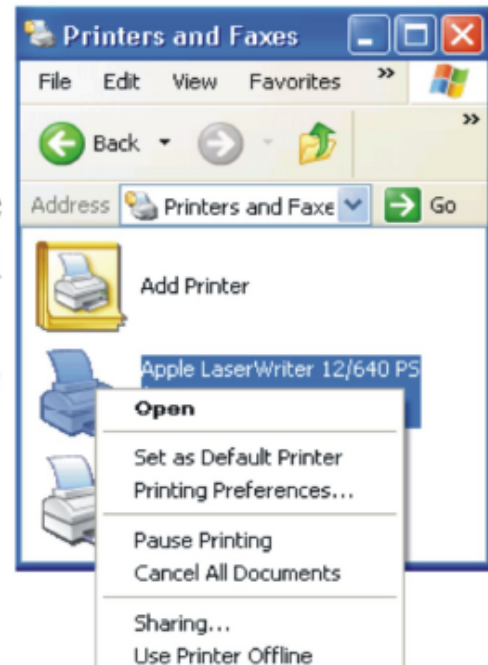 Printers and Faxes
File Edit View Favorites »
Back »
Address Printers and Faxe Go
Add Printer
Apple LaserWriter 12/640 PS
Open
Set as Default Printer
Printing Preferences...
Pause Printing
Cancel All Documents
Sharing...
Use Printer Offline